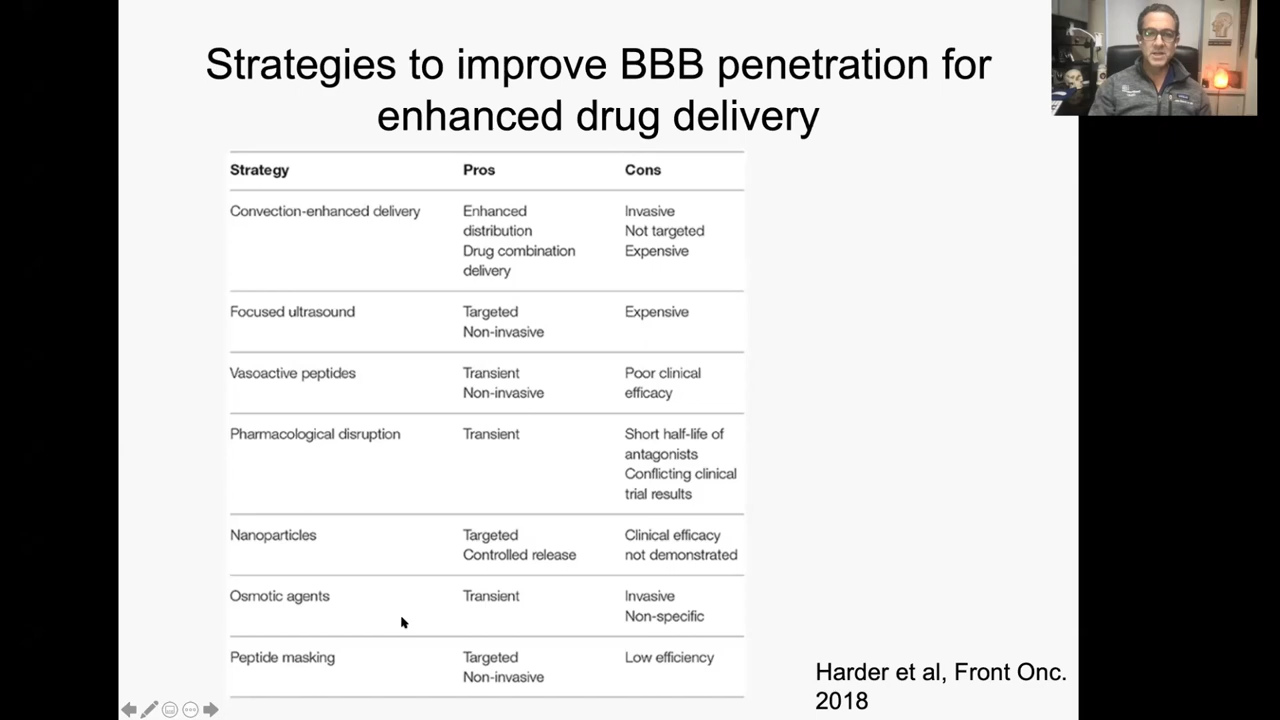 Strategies to improve BBB penetration for
enhanced drug delivery
Strategy Pros Cons
Convection-enhanced delivery Enhanced Invasive
distribution Not targeted
Drug combination Expensive
delivery
Focused ultrasound Targeted Expensive
Non-invasive
Vasoactive peptides Transient Poor clinical
Non-invasive efficacy
Pharmacological disruption Transient Short half-life of
antagonists
Conflicting clinical
trial results
Nanoparticles Targeted Clinical efficacy
Controlled release not demonstrated
Osmotic agents Transient Invasive
Non-specific
Peptide masking Targeted Low efficiency
Non-invasive
Harder et al, Front Onc.
2018